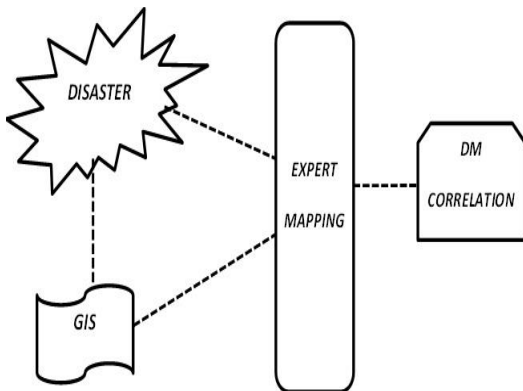 DISASTER
EXPERT
MAPPING
DM
CORRELATION
GIS